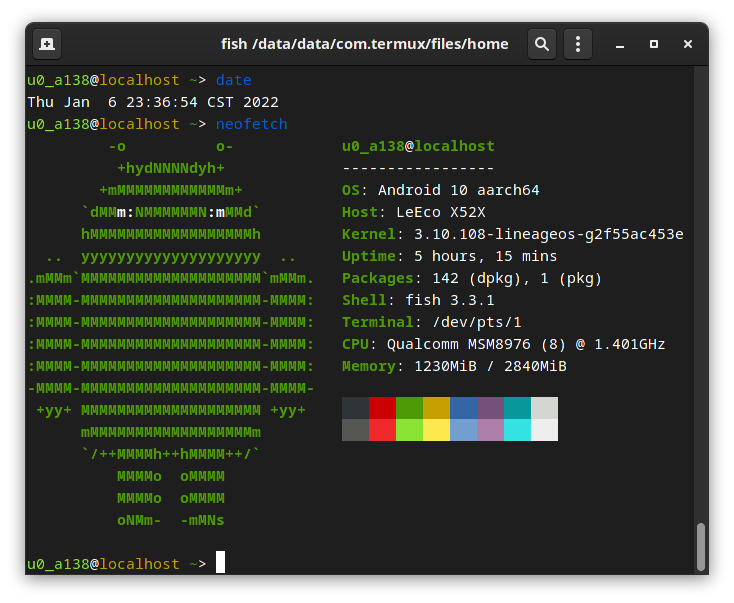 fish /data/data/com.termux/files/home
u0_a138@localhost ~> date
Thu Jan  6 23:36:54 CST 2022
u0_a138@localhost ~> neofetch
         -o          o-            u0_a138@localhost
          +hydNNNNdyh+             -----------------
        +mMMMMMMMMMMMMm+           OS: Android 10 aarch64
      `dMMm:NMMMMMMN:mMMd`         Host: LeEco X52X
      hMMMMMMMMMMMMMMMMMMh         Kernel: 3.10.108-lineageos-g2f55ac453e
  ..  yyyyyyyyyyyyyyyyyyyy  ..     Uptime: 5 hours, 15 mins
.mMMm`MMMMMMMMMMMMMMMMMMMM`mMMm.   Packages: 142 (dpkg), 1 (pkg)
:MMMM-MMMMMMMMMMMMMMMMMMMM-MMMM:   Shell: fish 3.3.1
:MMMM-MMMMMMMMMMMMMMMMMMMM-MMMM:   Terminal: /dev/pts/1
:MMMM-MMMMMMMMMMMMMMMMMMMM-MMMM:   CPU: Qualcomm MSM8976 (8) @ 1.401GHz
:MMMM-MMMMMMMMMMMMMMMMMMMM-MMMM:   Memory: 1230MiB / 2840MiB
-MMMM-MMMMMMMMMMMMMMMMMMMM-MMMM-
 +yy+ MMMMMMMMMMMMMMMMMMMM +yy+
      mMMMMMMMMMMMMMMMMMMm
      `/++MMMMh++hMMMM++/`
          MMMMo  oMMMM
          MMMMo  oMMMM
          oNMm-  -mMNs
u0_a138@localhost ~>